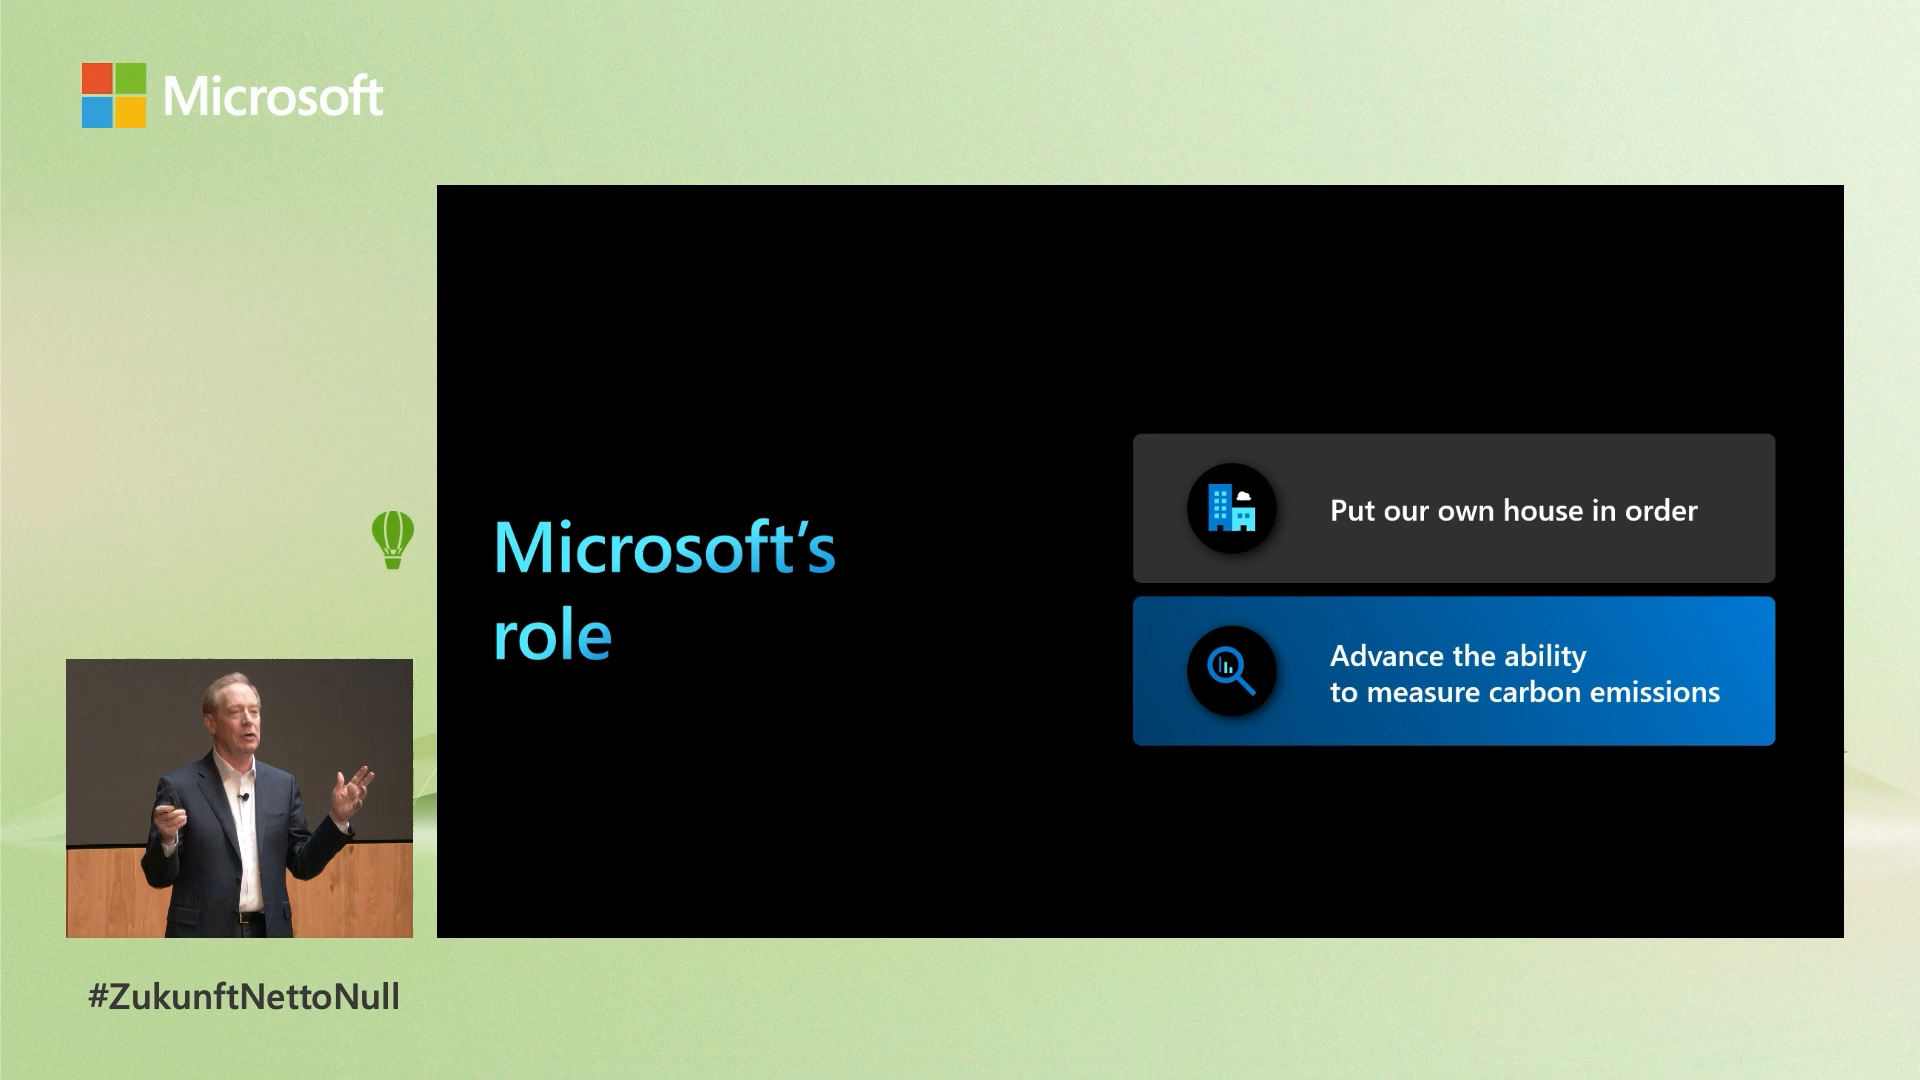 Microsoft
Microsoft’s
role
Put our own house in order
Advance the ability
to measure carbon emissions
#ZukunftNettoNull